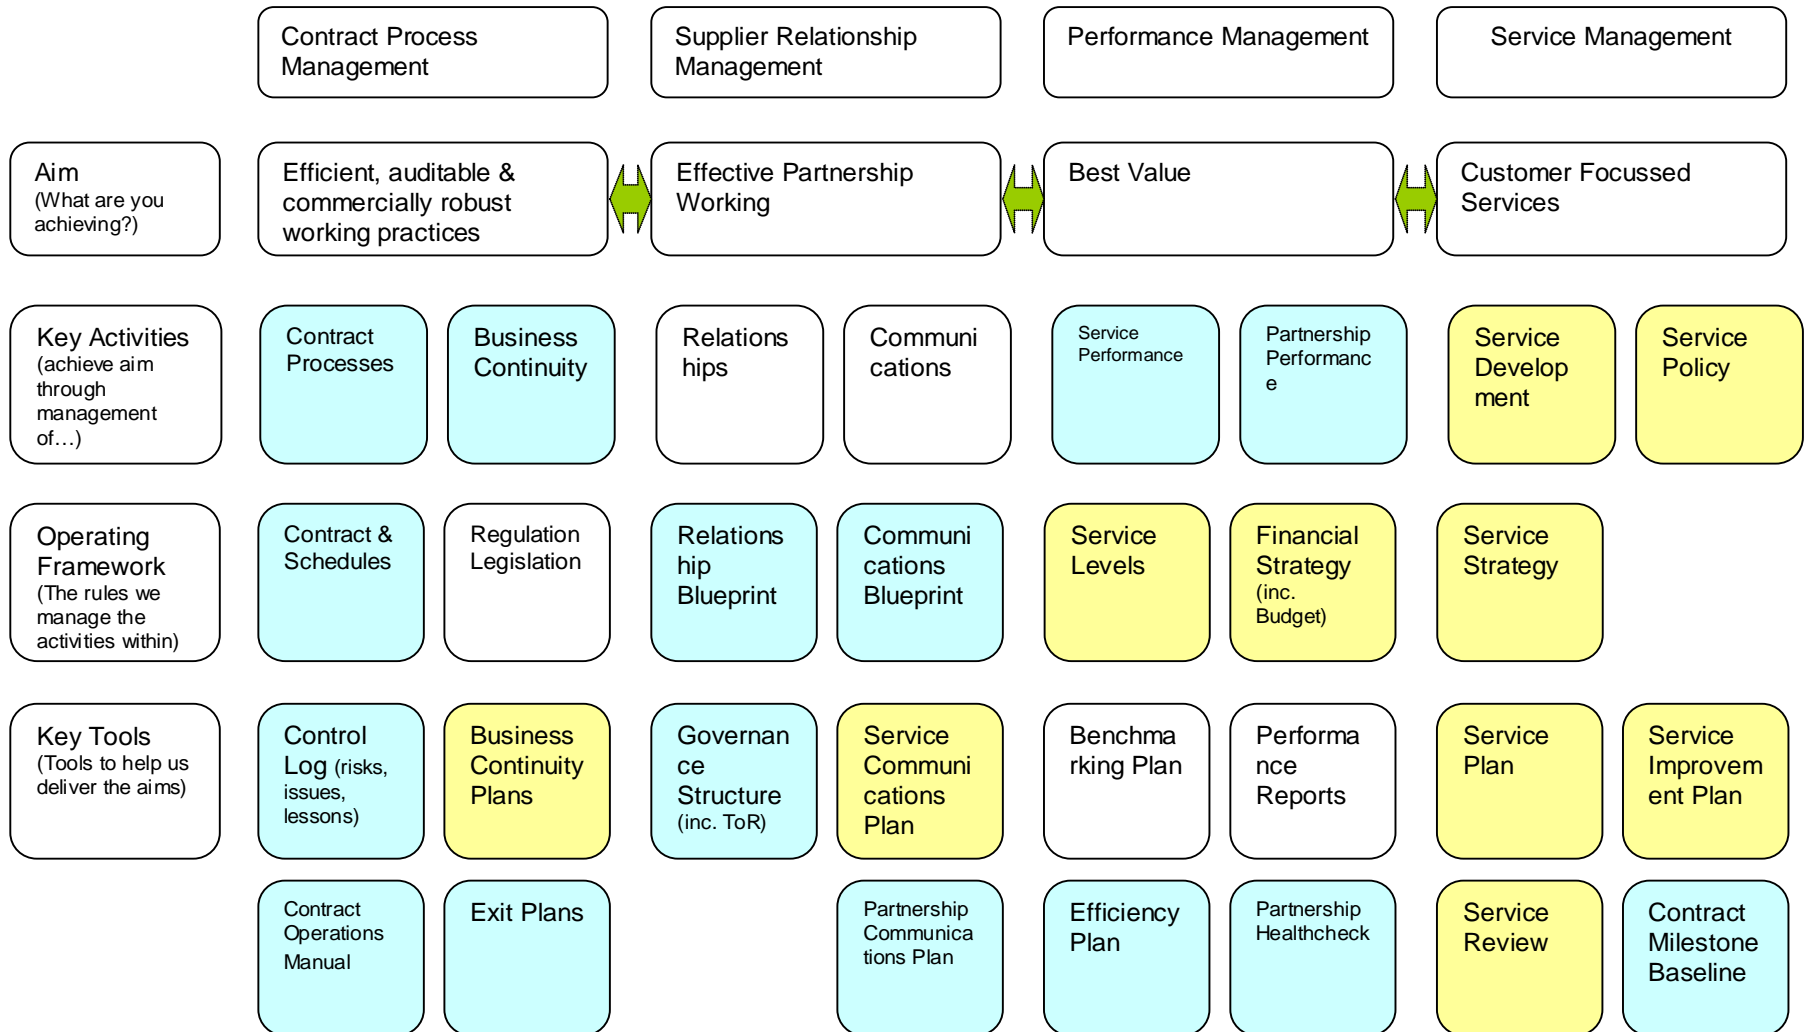 Contract Process
Management
Supplier Relationship
Management
Performance Management
Service Management
Aim
(What are you
achieving?)
Efficient, auditable &
commercially robust
working practices
Effective Partnership
Working
Best Value
Customer Focussed
Services
Key Activities
(achieve aim
through
management
of…)
Contract
Processes
Business
Continuity
Relations
hips
Communi
cations
Service
Performance
Partnership
Performanc
e
Service
Develop
ment
Service
Policy
Operating
Framework
(The rules we
manage the
activities within)
Contract &
Schedules
Regulation
Legislation
Relations
hip
Blueprint
Communi
cations
Blueprint
Service
Levels
Financial
Strategy
(inc.
Budget)
Service
Strategy
Key Tools
(Tools to help us
deliver the aims)
Control
Log (risks,
issues,
lessons)
Business
Continuity
Plans
Governan
ce
Structure
(inc. ToR)
Service
Communi
cations
Plan
Benchma
rking Plan
Performa
nce
Reports
Service
Plan
Service
Improvem
ent Plan
Contract
Operations
Manual
Exit Plans
Partnership
Communica
tions Plan
Efficiency
Plan
Partnership
Healthcheck
Service
Review
Contract
Milestone
Baseline